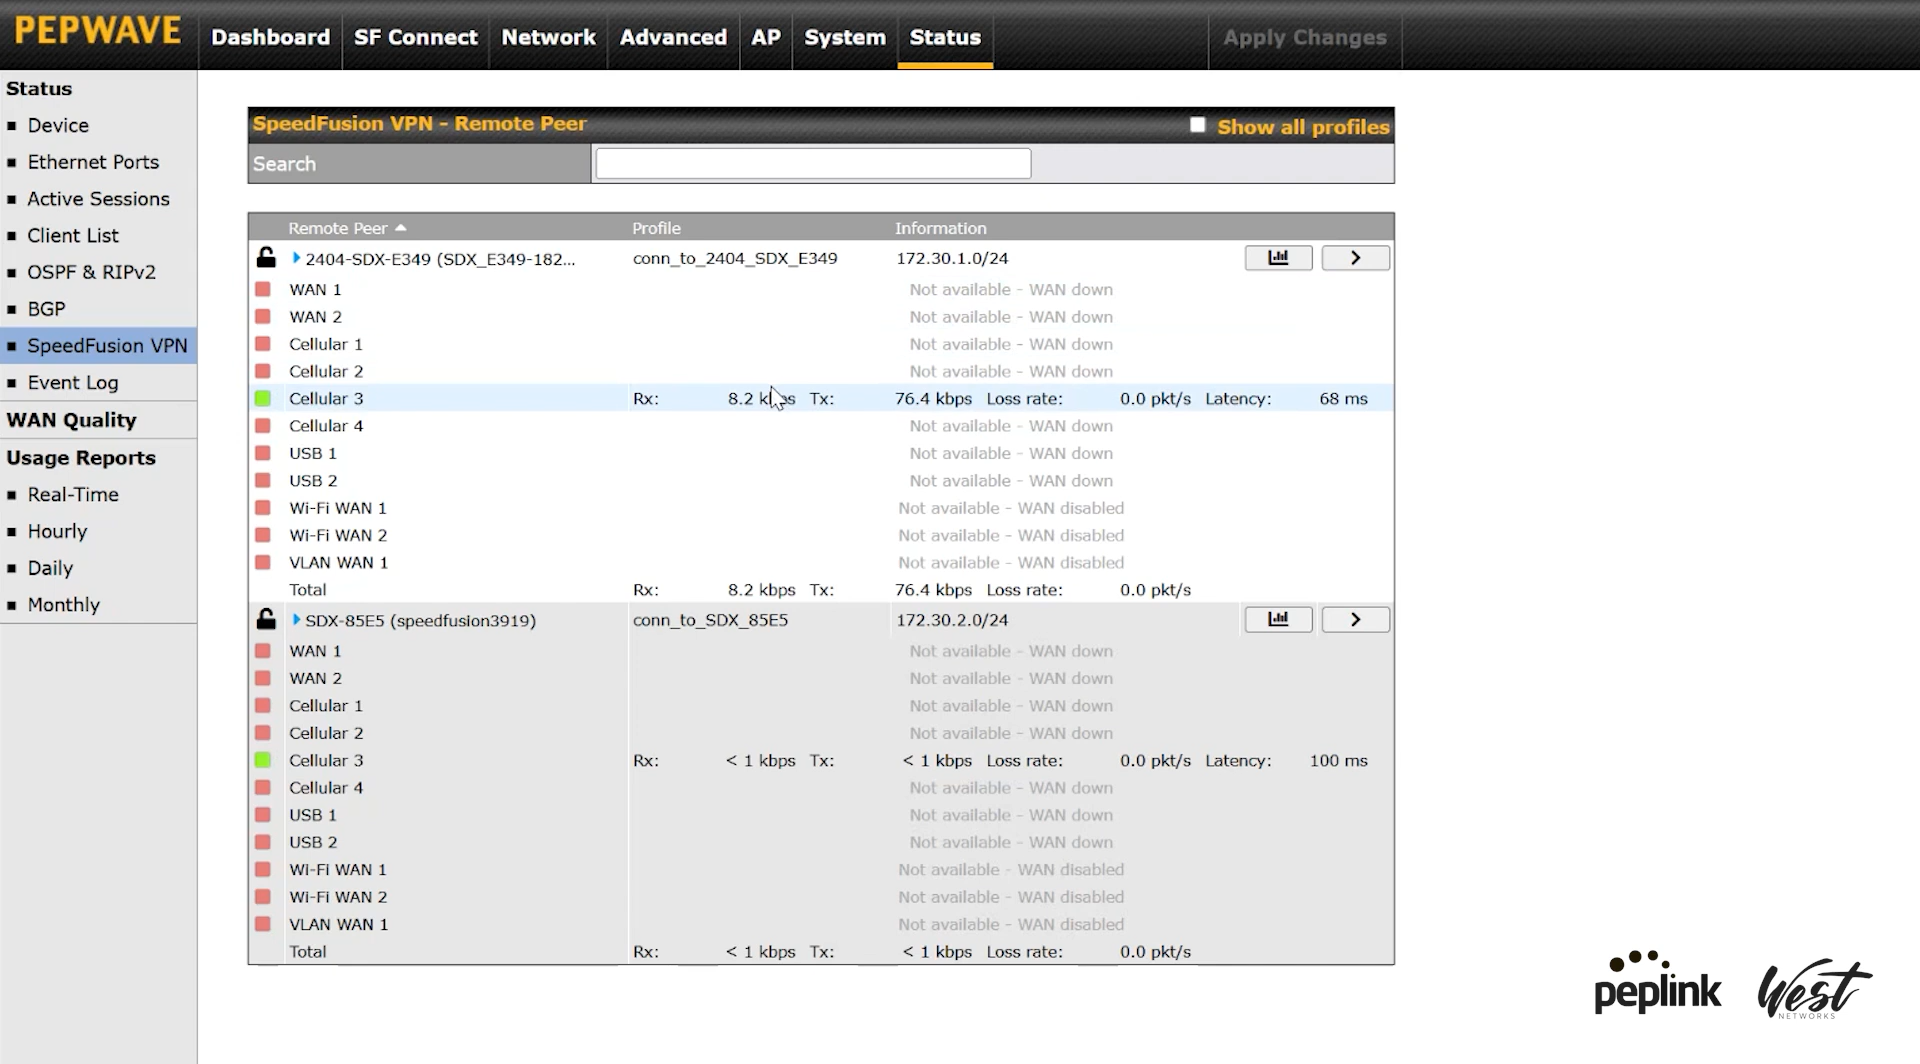 PEPWAVE
Dashboard SF Connect Network Advanced AP System Status Apply Changes
Status
Device
Ethernet Ports
Active Sessions
Client List
OSPF & RIPv2
BGP
SpeedFusion VPN
Event Log
WAN Quality
Usage Reports
Real-Time
Hourly
Daily
Monthly
SpeedFusion VPN - Remote Peer Show all profiles
Search
Remote Peer Profile Information
2404-SDX-E349 (SDX_E349-182... conn_to_2404_SDX_E349 172.30.1.0/24
WAN 1 Not available - WAN down
WAN 2 Not available - WAN down
Cellular 1 Not available - WAN down
Cellular 2 Not available - WAN down
Cellular 3 Rx: 8.2 kbps Tx: 76.4 kbps Loss rate: 0.0 pkt/s Latency: 68 ms
Cellular 4 Not available - WAN down
USB 1 Not available - WAN down
USB 2 Not available - WAN down
Wi-Fi WAN 1 Not available - WAN disabled
Wi-Fi WAN 2 Not available - WAN disabled
VLAN WAN 1 Not available - WAN disabled
Total Rx: 8.2 kbps Tx: 76.4 kbps Loss rate: 0.0 pkt/s
SDX-85E5 (speedfusion3919) conn_to_SDX_85E5 172.30.2.0/24
WAN 1 Not available - WAN down
WAN 2 Not available - WAN down
Cellular 1 Not available - WAN down
Cellular 2 Not available - WAN down
Cellular 3 Rx: < 1 kbps Tx: < 1 kbps Loss rate: 0.0 pkt/s Latency: 100 ms
Cellular 4 Not available - WAN down
USB 1 Not available - WAN down
USB 2 Not available - WAN down
Wi-Fi WAN 1 Not available - WAN disabled
Wi-Fi WAN 2 Not available - WAN disabled
VLAN WAN 1 Not available - WAN disabled
Total Rx: < 1 kbps Tx: < 1 kbps Loss rate: 0.0 pkt/s
peplink West
NETWORKS